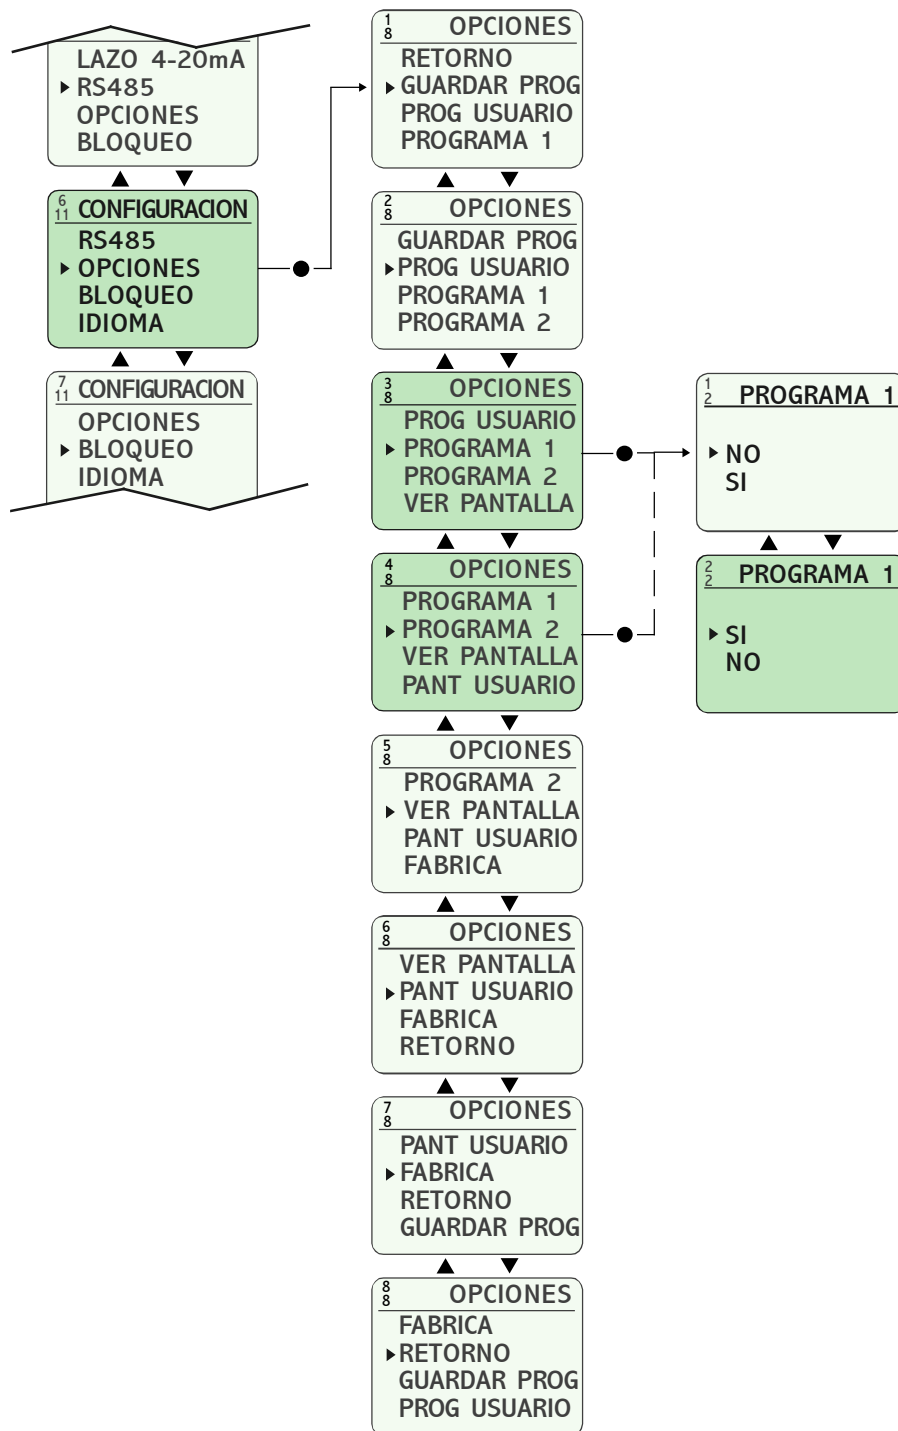 LAZO 4-20mA
RS485
OPCIONES
BLOQUEO
6/11 CONFIGURACION
RS485
OPCIONES
BLOQUEO
IDIOMA
7/11 CONFIGURACION
OPCIONES
BLOQUEO
IDIOMA
1/8 OPCIONES
RETORNO
GUARDAR PROG
PROG USUARIO
PROGRAMA 1
2/8 OPCIONES
GUARDAR PROG
PROG USUARIO
PROGRAMA 1
PROGRAMA 2
3/8 OPCIONES
PROG USUARIO
PROGRAMA 1
PROGRAMA 2
VER PANTALLA
4/8 OPCIONES
PROGRAMA 1
PROGRAMA 2
VER PANTALLA
PANT USUARIO
5/8 OPCIONES
PROGRAMA 2
VER PANTALLA
PANT USUARIO
FABRICA
6/8 OPCIONES
VER PANTALLA
PANT USUARIO
FABRICA
RETORNO
7/8 OPCIONES
PANT USUARIO
FABRICA
RETORNO
GUARDAR PROG
8/8 OPCIONES
FABRICA
RETORNO
GUARDAR PROG
PROG USUARIO
1/2 PROGRAMA 1
NO
SI
2/2 PROGRAMA 1
SI
NO